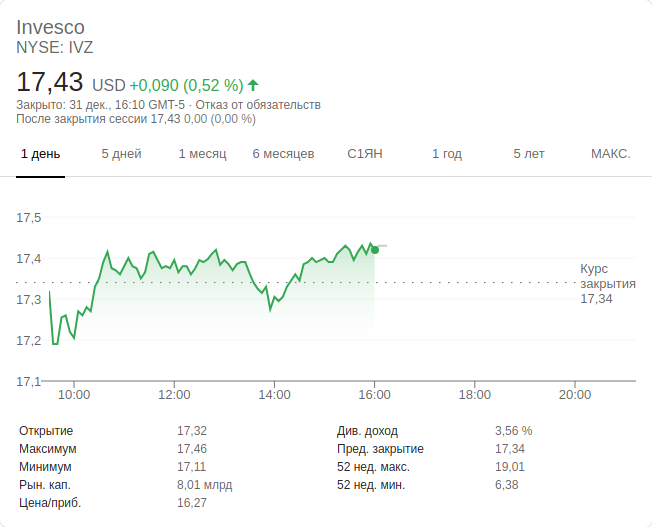 Invesco
NYSE: IVZ
17,43 USD +0,090 (0,52 %)
Закрыто: 31 дек., 16:10 GMT-5 · Отказ от обязательств
После закрытия сессии 17,43 0,00 (0,00 %)
1 день 5 дней 1 месяц 6 месяцев С1ЯН 1 год 5 лет МАКС.
17,5
17,4
Курс
закрытия
17,3 17,34
17,2
17,1
10:00 12:00 14:00 16:00 18:00 20:00
Открытие 17,32 Див. доход 3,56 %
Максимум 17,46 Пред. закрытие 17,34
Минимум 17,11 52 нед. макс. 19,01
Рын. кап. 8,01 млрд 52 нед. мин. 6,38
Цена/приб. 16,27